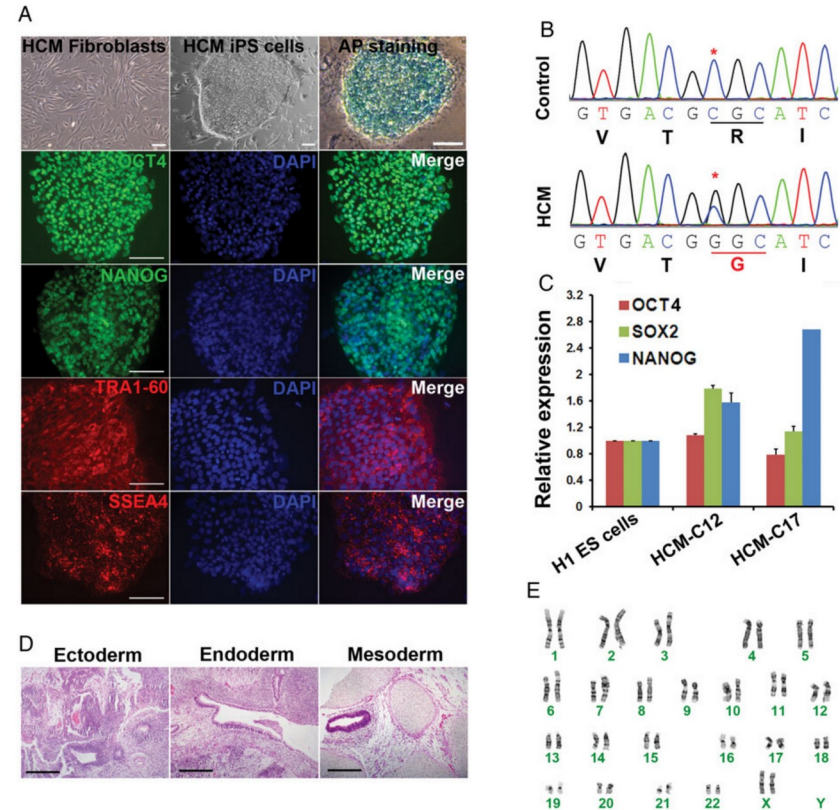 A
HCM Fibroblasts HCM iPS cells AP staining
OCT4 DAPI Merge
NANOG DAPI Merge
TRA1-60 DAPI Merge
SSEA4 DAPI Merge
B
Control
*
G T G A C G C G C A T C
V T R I
HCM
*
G T G A C G G G C A T C
V T G I
C
Relative expression
3.2
2.8
2.4
2
1.6
1.2
0.8
0.4
0
OCT4
SOX2
NANOG
H1 ES cells HCM-C12 HCM-C17
D
Ectoderm Endoderm Mesoderm
E
1 2 3 4 5
6 7 8 9 10 11 12
13 14 15 16 17 18
19 20 21 22 X Y